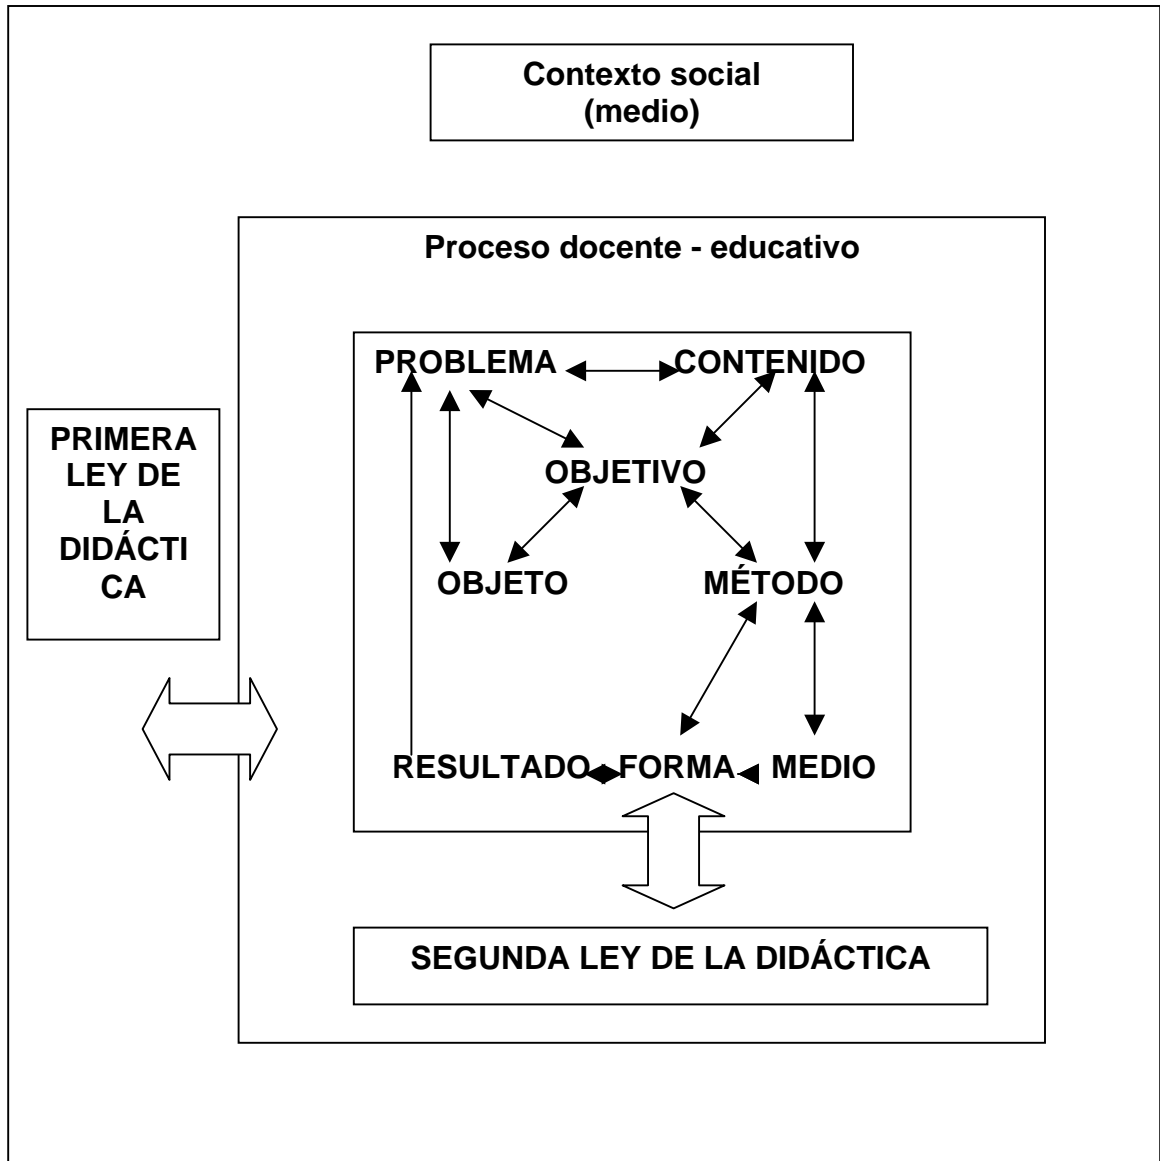 Contexto social
(medio)
Proceso docente - educativo
PROBLEMA CONTENIDO
PRIMERA
LEY DE
LA
DIDÁCTI
CA
OBJETIVO
OBJETO MÉTODO
RESULTADO FORMA MEDIO
SEGUNDA LEY DE LA DIDÁCTICA